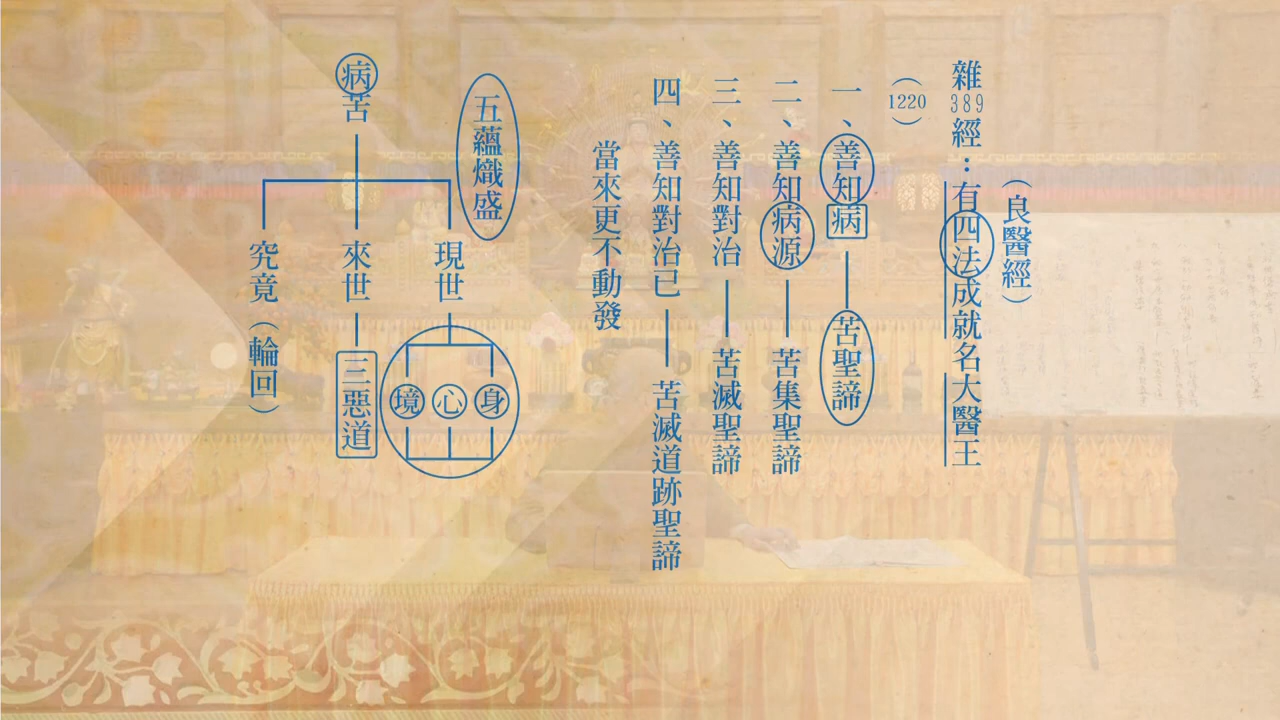 （良醫經）
雜389經：有四法成就名大醫王
（1220）
一、善知病—苦聖諦
二、善知病源—苦集聖諦
三、善知對治—苦滅聖諦
四、善知對治已—苦滅道跡聖諦
當來更不動發
五蘊熾盛
病苦
現世
身
心
境
來世
三惡道
究竟（輪回）